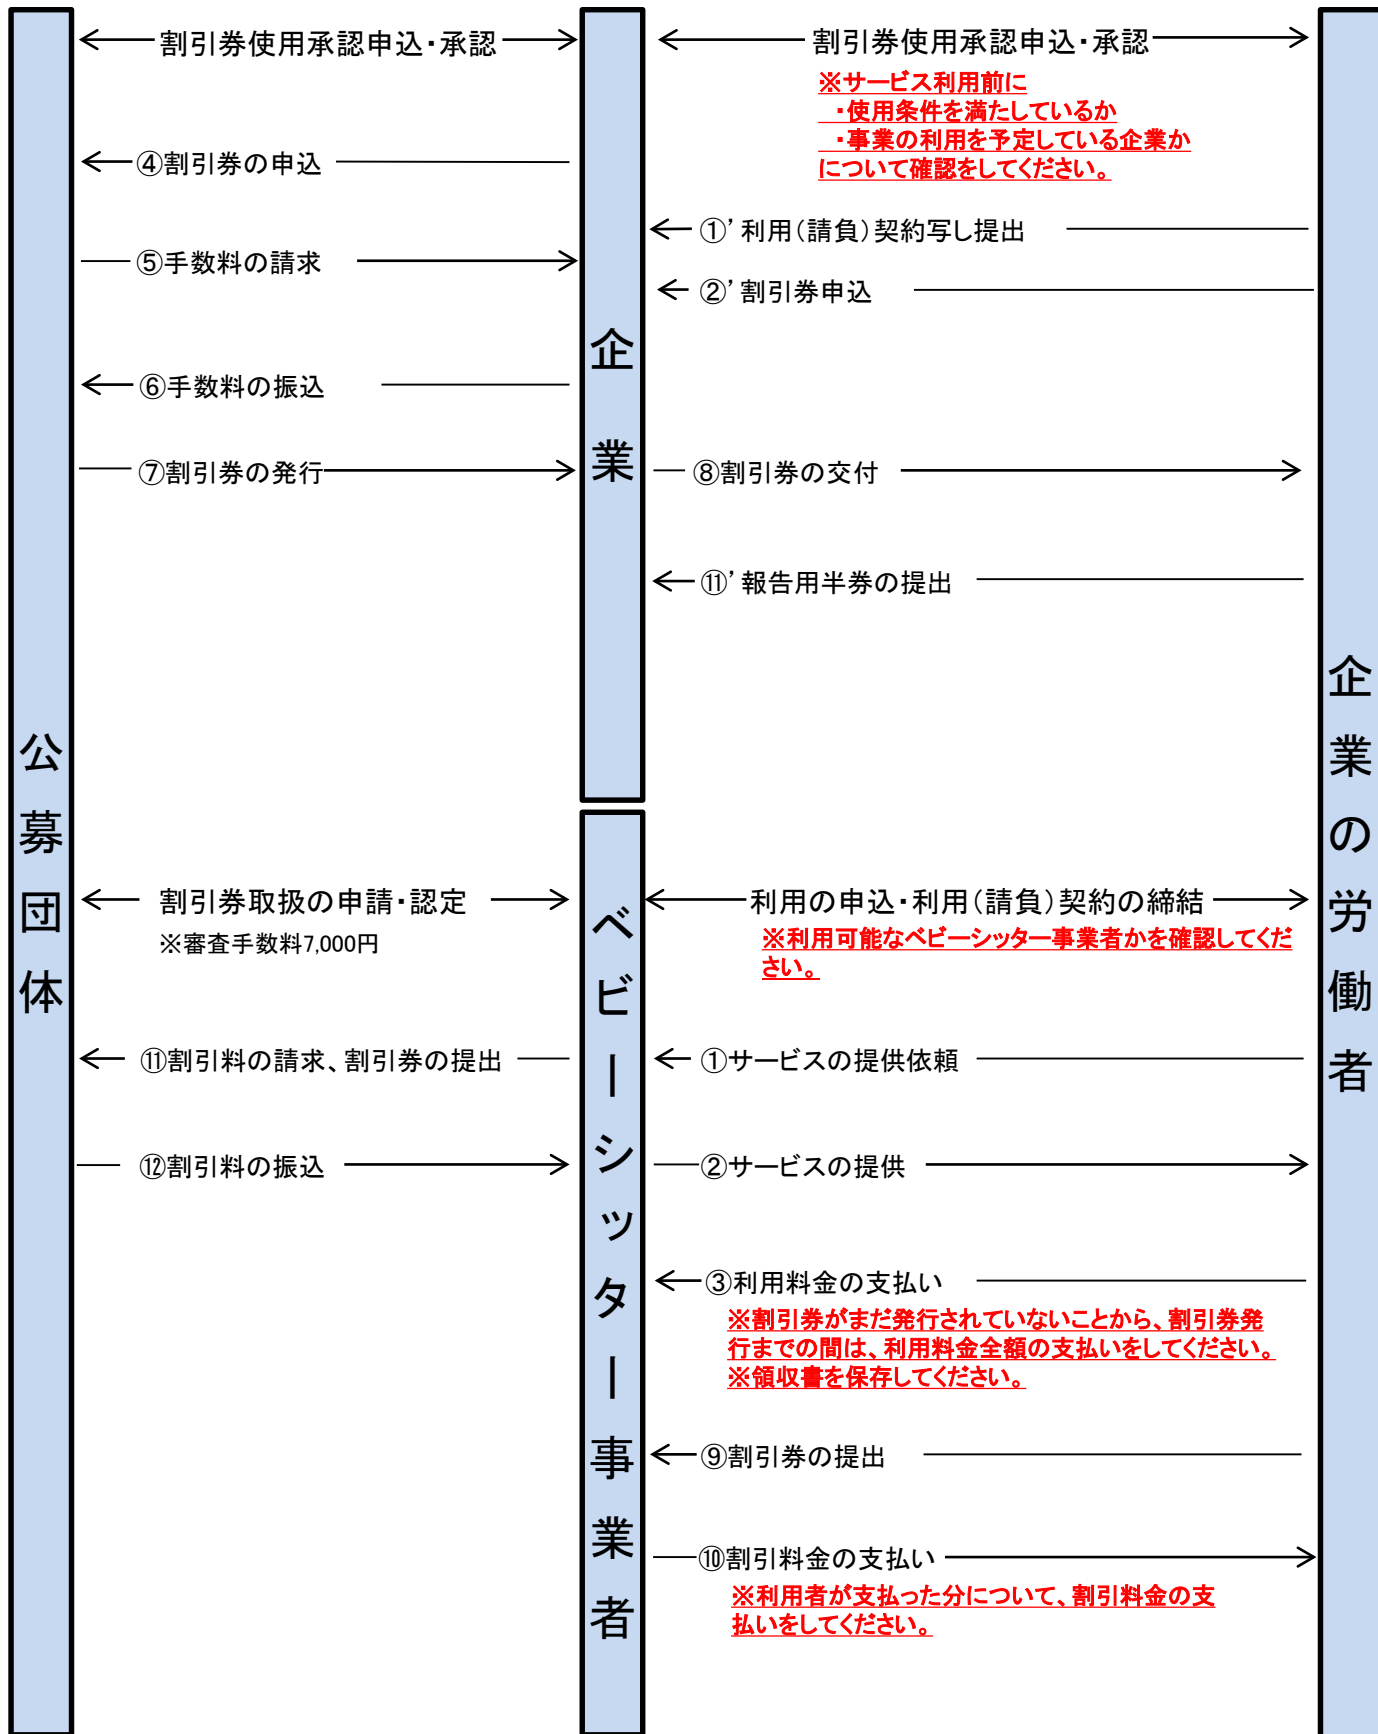 割引券使用承認申込・承認
割引券使用承認申込・承認
※サービス利用前に
・使用条件を満たしているか
・事業の利用を予定している企業か
について確認をしてください。
④割引券の申込
①’利用（請負）契約写し提出
⑤手数料の請求
②’割引券申込
⑥手数料の振込
⑦割引券の発行
⑧割引券の交付
⑪’報告用半券の提出
企業
公募団体
企業の労働者
割引券取扱の申請・認定
※審査手数料7,000円
利用の申込・利用（請負）契約の締結
※利用可能なベビーシッター事業者かを確認してくだ
さい。
ベビーシッター事業者
⑪割引料の請求、割引券の提出
①サービスの提供依頼
⑫割引料の振込
②サービスの提供
③利用料金の支払い
※割引券がまだ発行されていないことから、割引券発
行までの間は、利用料金全額の支払いをしてください。
※領収書を保存してください。
⑨割引券の提出
⑩割引料金の支払い
※利用者が支払った分について、割引料金の支
払いをしてください。